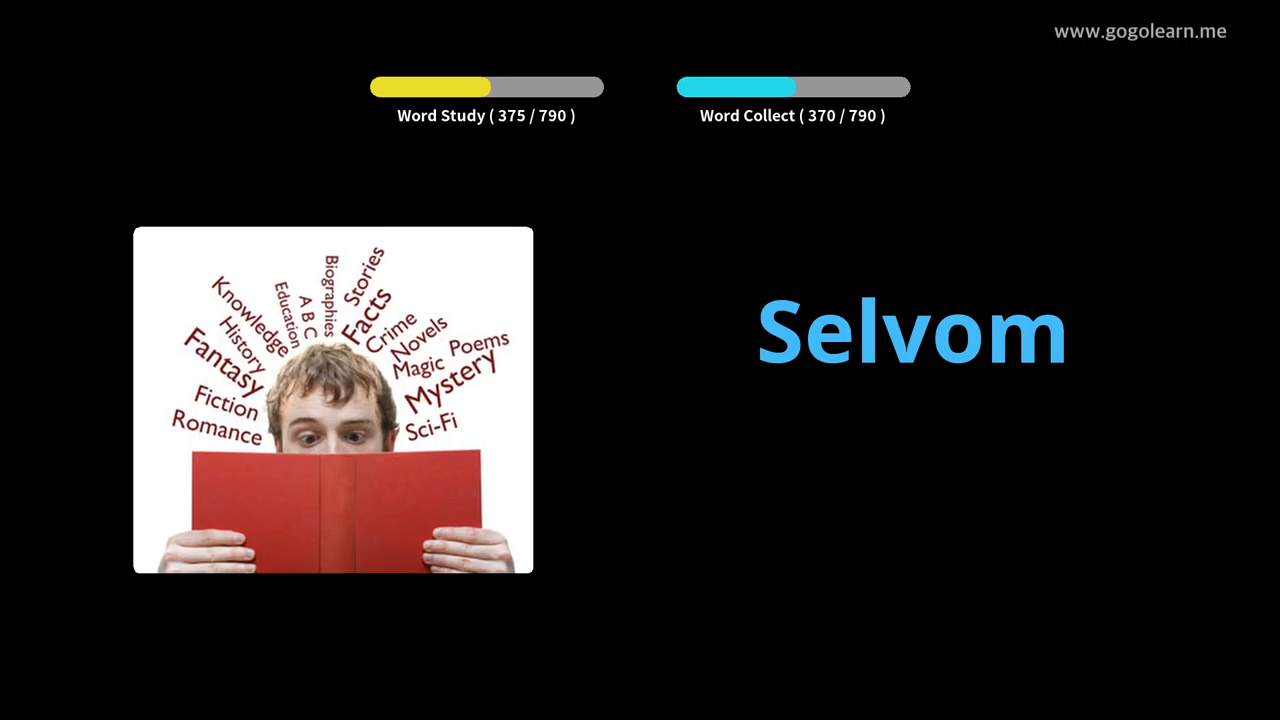 www.gogolearn.me
Word Study ( 375 / 790 )
Word Collect ( 370 / 790 )
Selvom
Biographies
Stories
Facts
A B C
Education
Knowledge
History
Fantasy
Fiction
Romance
Crime
Novels
Poems
Magic
Mystery
Sci-Fi